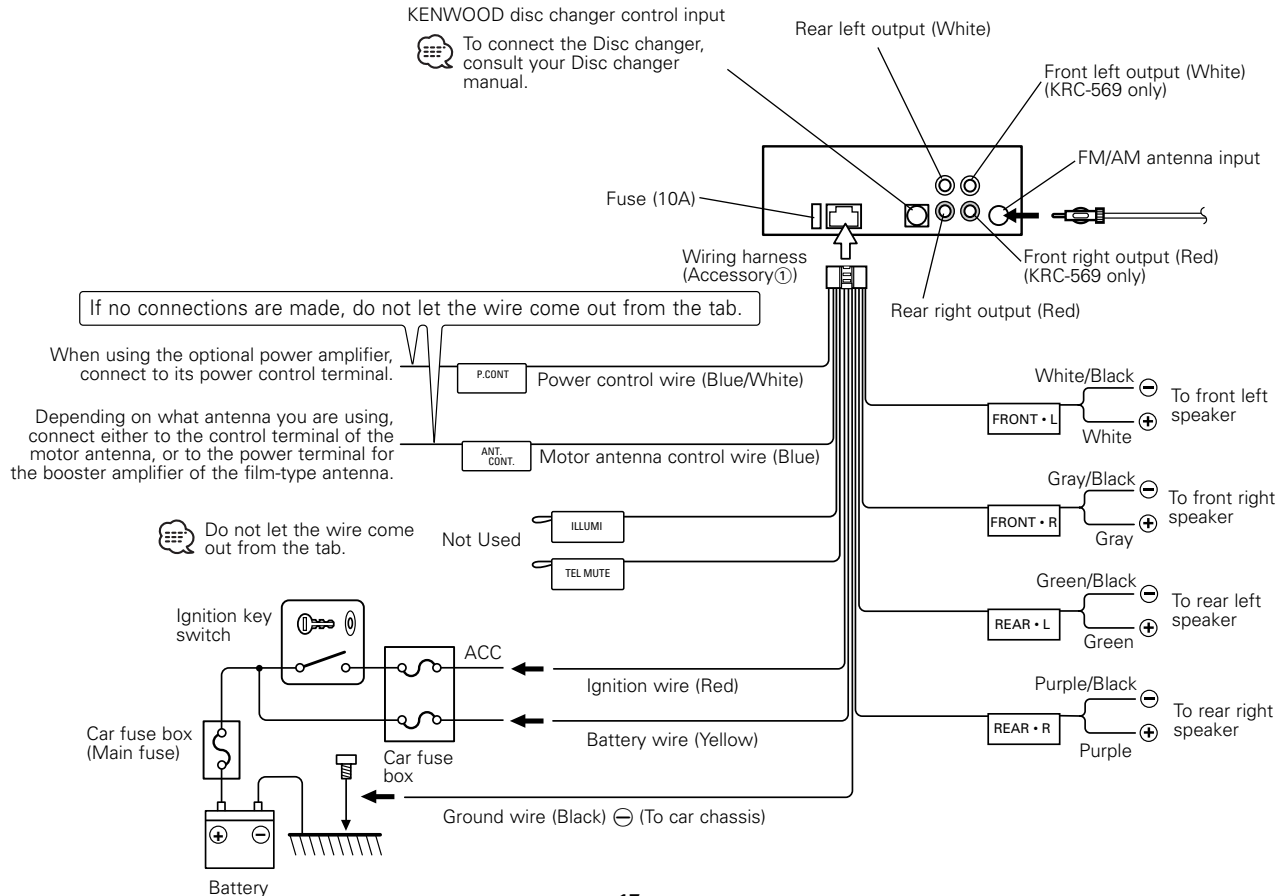 KENWOOD disc changer control input
To connect the Disc changer,
consult your Disc changer
manual.
Rear left output (White)
Front left output (White)
(KRC-569 only)
FM/AM antenna input
Fuse (10A)
Wiring harness
(Accessory①)
Front right output (Red)
(KRC-569 only)
Rear right output (Red)
If no connections are made, do not let the wire come out from the tab.
When using the optional power amplifier,
connect to its power control terminal.
P.CONT
Power control wire (Blue/White)
Depending on what antenna you are using,
connect either to the control terminal of the
motor antenna, or to the power terminal for
the booster amplifier of the film-type antenna.
ANT.
CONT.
Motor antenna control wire (Blue)
Do not let the wire come
out from the tab.
Not Used
ILLUMI
TEL MUTE
White/Black
⊖
FRONT • L
To front left
speaker
White
⊕
Gray/Black
⊖
FRONT • R
To front right
speaker
Gray
⊕
Green/Black
⊖
REAR • L
To rear left
speaker
Green
⊕
Purple/Black
⊖
REAR • R
To rear right
speaker
Purple
⊕
Ignition key
switch
ACC
Ignition wire (Red)
Car fuse box
(Main fuse)
Battery wire (Yellow)
Car fuse
box
Ground wire (Black) ⊖ (To car chassis)
⊕ ⊖
Battery